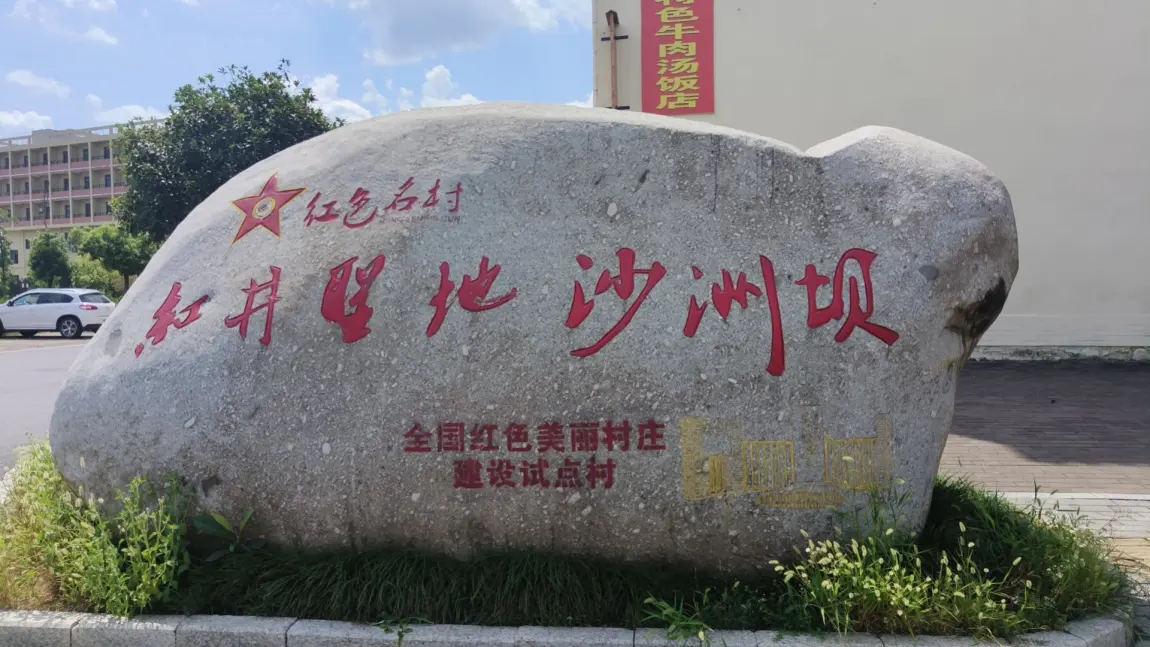 特色牛肉汤饭店
红色名村
红井聖地 沙洲坝
全国红色美丽村庄
建设试点村